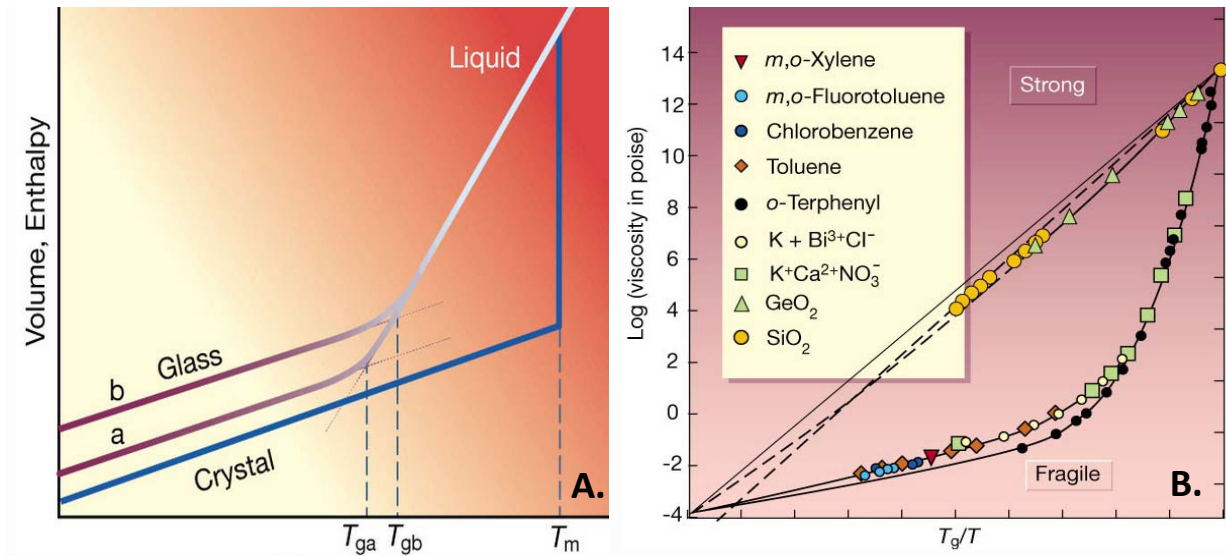 Volume, Enthalpy
Liquid
Glass
b
a
Crystal
A.
T_ga T_gb T_m
Log (viscosity in poise)
14
12
10
8
6
4
2
0
-2
-4
m,o-Xylene
m,o-Fluorotoluene
Chlorobenzene
Toluene
o-Terphenyl
K + Bi³⁺Cl⁻
K⁺Ca²⁺NO₃⁻
GeO₂
SiO₂
Strong
Fragile
B.
T_g/T